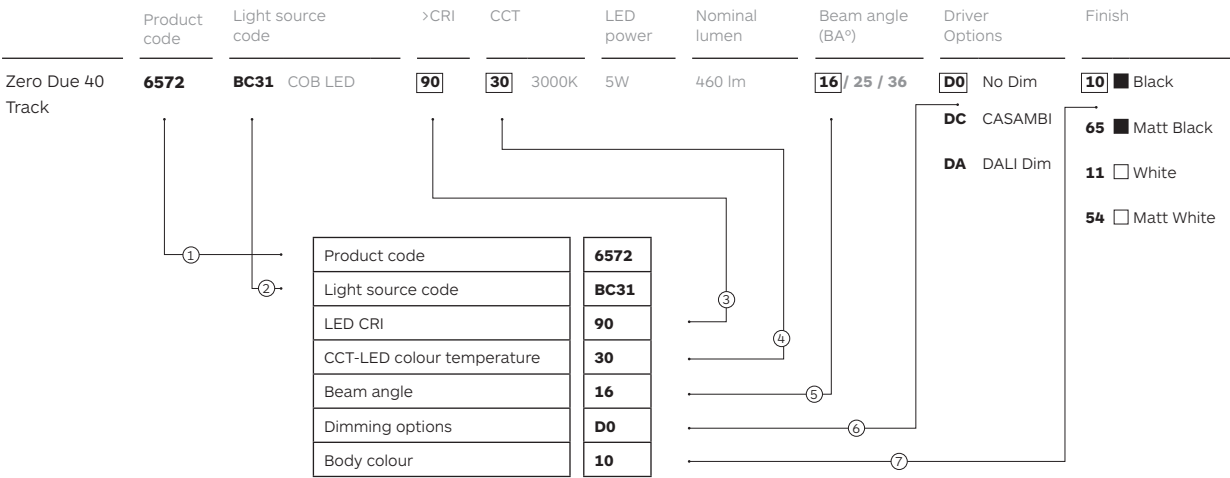 Product code
Light source code
>CRI
CCT
LED power
Nominal lumen
Beam angle (BA°)
Driver Options
Finish
Zero Due 40 Track
6572
BC31 COB LED
90
30 3000K
5W
460 lm
16 / 25 / 36
D0 No Dim
10 Black
DC CASAMBI
65 Matt Black
DA DALI Dim
11 White
54 Matt White
1
2
3
4
5
6
7
Product code 6572
Light source code BC31
LED CRI 90
CCT-LED colour temperature 30
Beam angle 16
Dimming options D0
Body colour 10